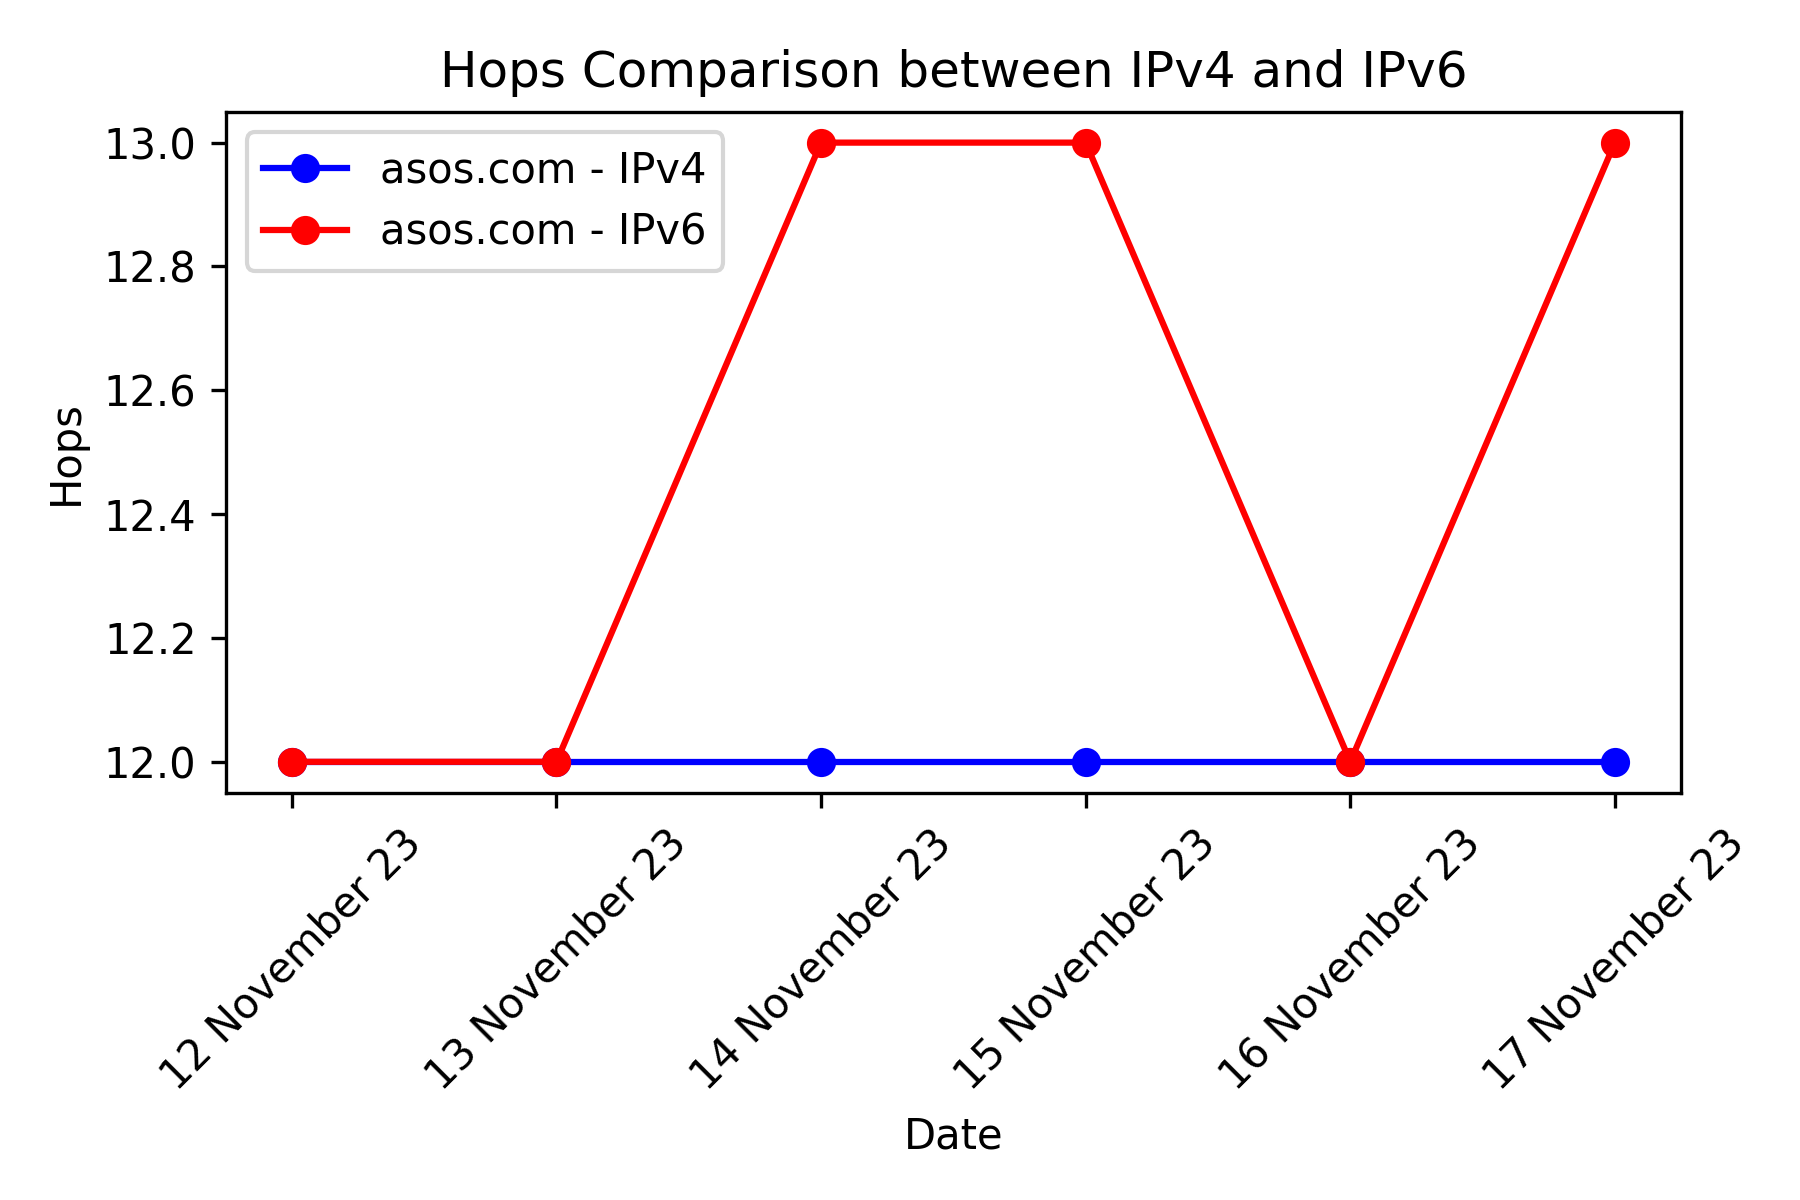 Hops Comparison between IPv4 and IPv6
asos.com - IPv4
asos.com - IPv6
13.0
12.8
12.6
12.4
12.2
12.0
Hops
12 November 23
13 November 23
14 November 23
15 November 23
16 November 23
17 November 23
Date